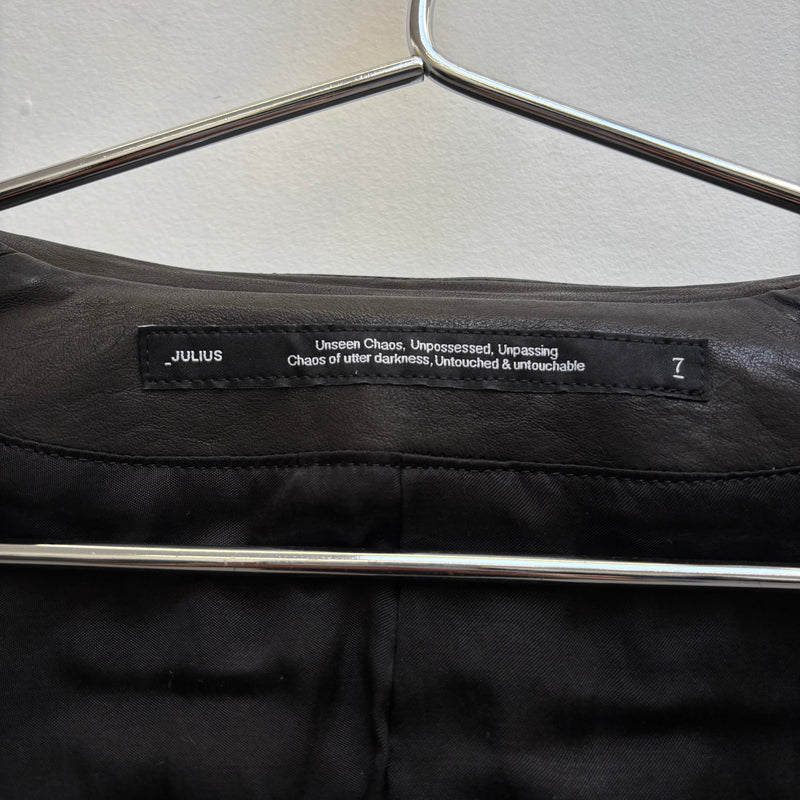 _JULIUS
Unseen Chaos, Unpossessed, Unpassing
Chaos of utter darkness, Untouched & untouchable
7